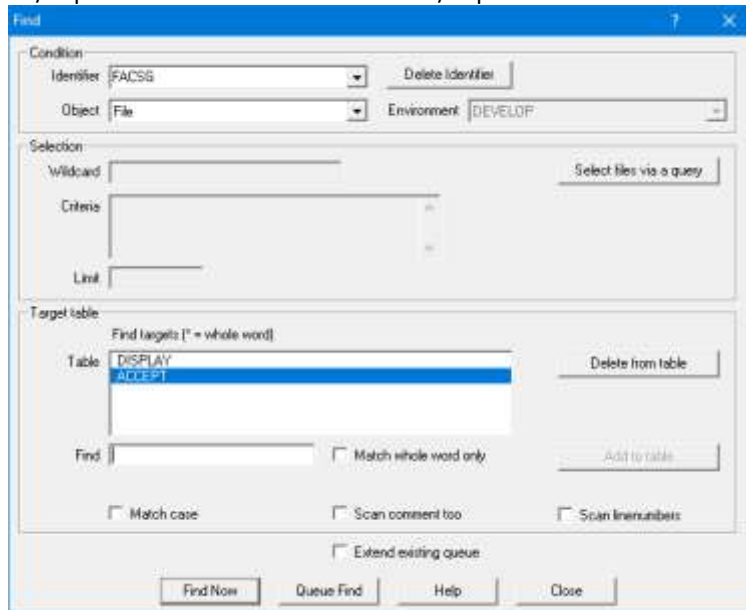 Find ? ×
Condition
Identifier FACSG Delete Identifier
Object File Environment DEVELOP
Selection
Wildcard Select files via a query
Criteria
Limit
Target table
Find targets (* = whole word)
Table DISPLAY Delete from table
ACCEPT
Find Match whole word only Add to table
Match case Scan comment too Scan linenumbers
Extend existing queue
Find Now Queue Find Help Close